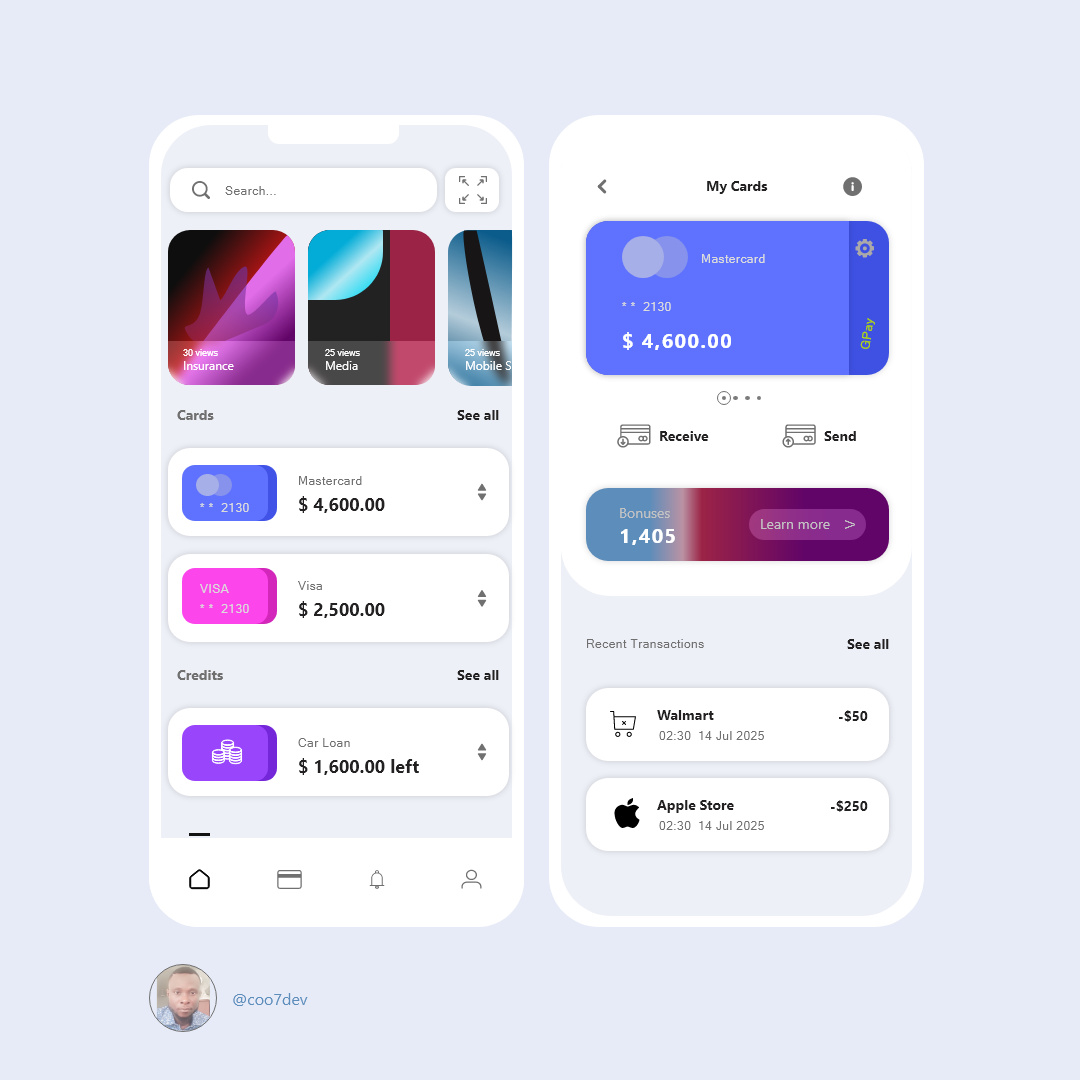 Search...
30 views
Insurance
25 views
Media
25 views
Mobile S
Cards
See all
* * 2130
Mastercard
$ 4,600.00
VISA
* * 2130
Visa
$ 2,500.00
Credits
See all
Car Loan
$ 1,600.00 left
My Cards
Mastercard
* * 2130
$ 4,600.00
GPay
Receive
Send
Bonuses
1,405
Learn more >
Recent Transactions
See all
Walmart
-$50
02:30 14 Jul 2025
Apple Store
-$250
02:30 14 Jul 2025
@coo7dev